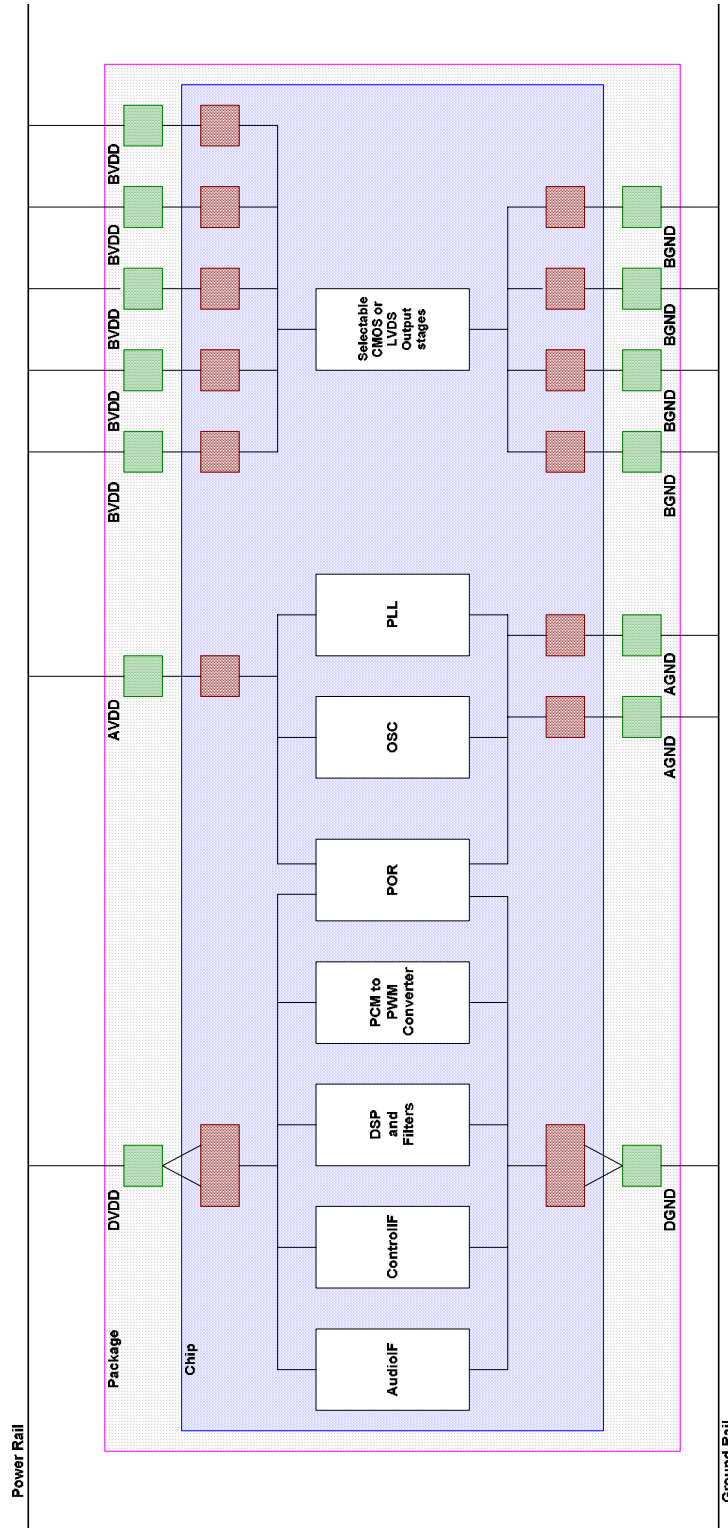 Power Rail
Package
DVDD
AVDD
BVDD
BVDD
BVDD
BVDD
BVDD
Chip
AudioIF
ControlIF
DSP
and
Filters
PCM to
PWM
Converter
POR
OSC
PLL
Selectable
CMOS or
LVDS
Output
stages
DGND
AGND
AGND
BGND
BGND
BGND
BGND
Ground Rail